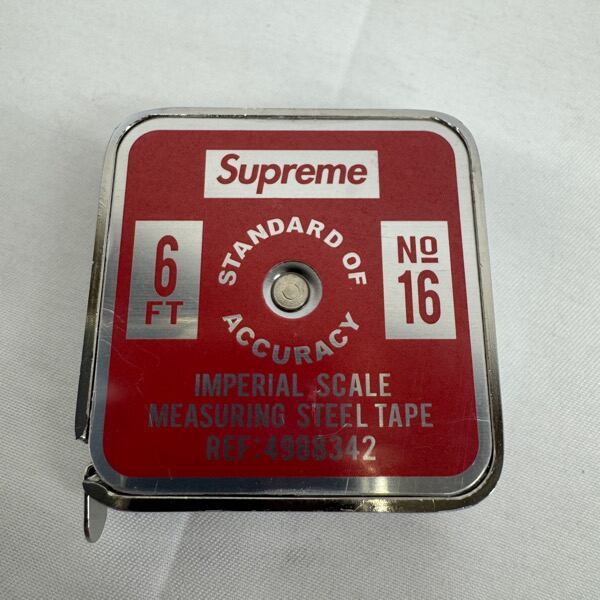 Supreme
6
FT
STANDARD OF
ACCURACY
Nº
16
IMPERIAL SCALE
MEASURING STEEL TAPE
REF:4988342